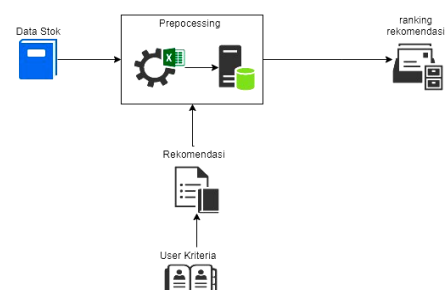 Prepocessing
Data Stok
ranking
rekomendasi
X
Rekomendasi
User Kriteria